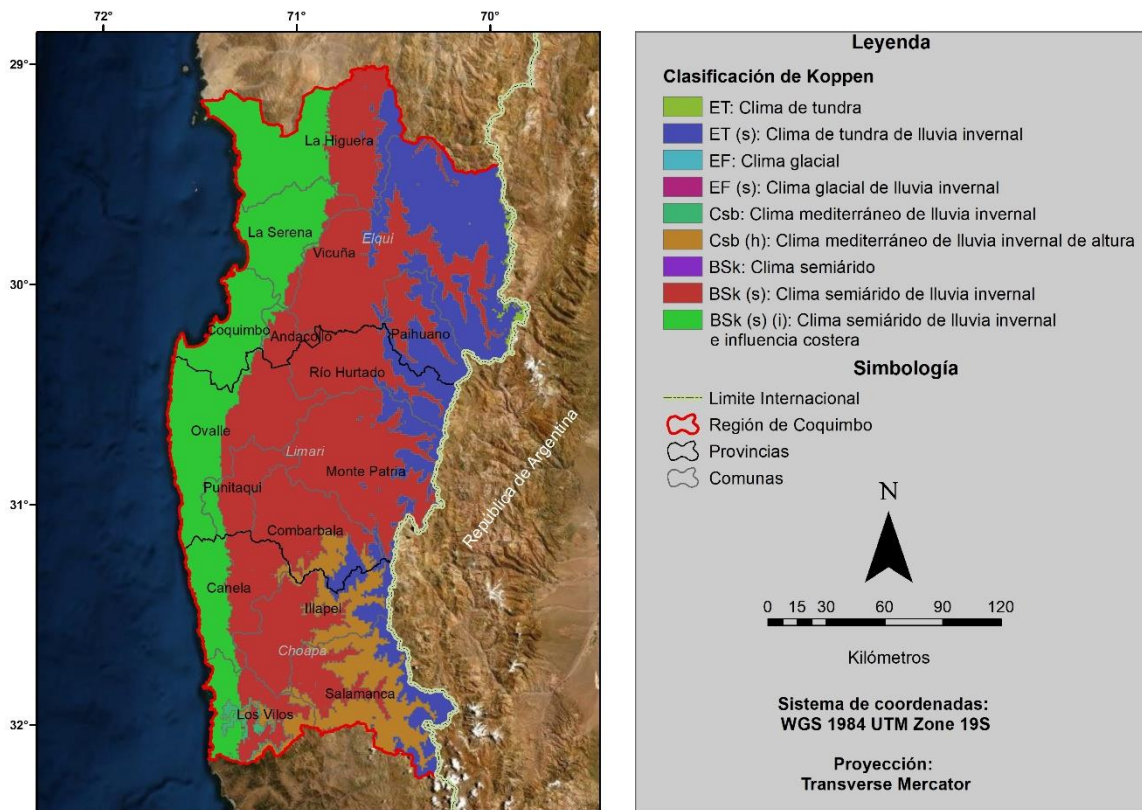 72°
71°
70°
29°
30°
31°
32°
La Higuera
La Serena
Elqui
Vicuña
Coquimbo
Andacollo
Paihuano
Río Hurtado
Ovalle
Limari
Monte Patria
Punitaqui
Combarbala
Canela
Illapel
Choapa
Salamanca
Los Vilos
República de Argentina
Leyenda
Clasificación de Koppen
ET: Clima de tundra
ET (s): Clima de tundra de lluvia invernal
EF: Clima glacial
EF (s): Clima glacial de lluvia invernal
Csb: Clima mediterráneo de lluvia invernal
Csb (h): Clima mediterráneo de lluvia invernal de altura
BSk: Clima semiárido
BSk (s): Clima semiárido de lluvia invernal
BSk (s) (i): Clima semiárido de lluvia invernal
e influencia costera
Simbología
Limite Internacional
Región de Coquimbo
Provincias
Comunas
N
0 15 30 60 90 120
Kilómetros
Sistema de coordenadas:
WGS 1984 UTM Zone 19S
Proyección:
Transverse Mercator